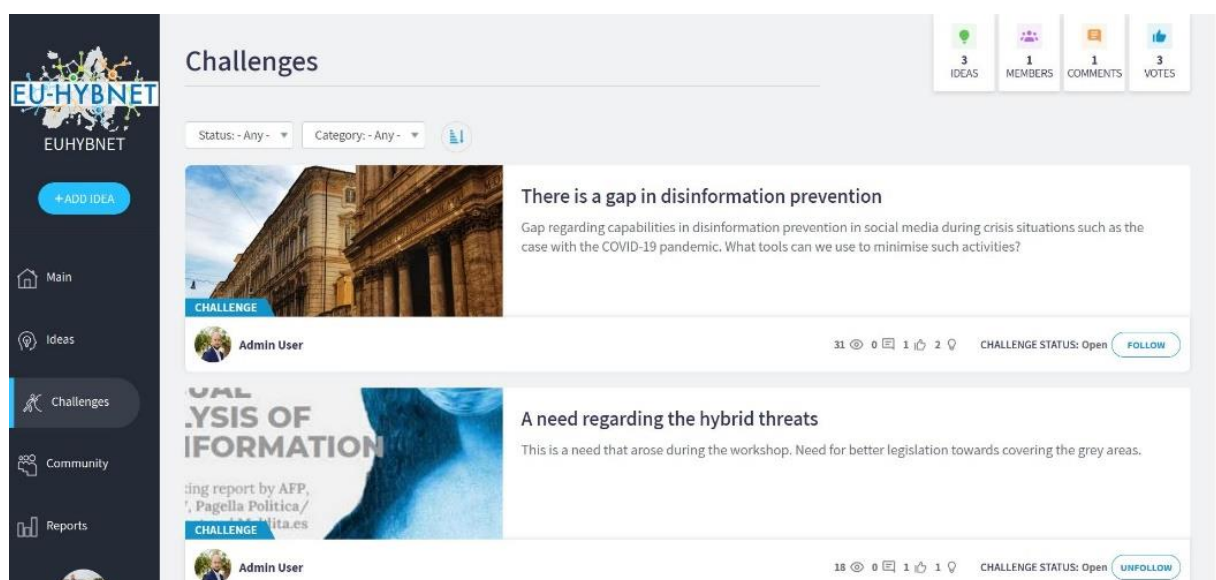 EU-HYBNET
EUHYBNET
+ADD IDEA
Main
Ideas
Challenges
Community
Reports
Challenges
3
IDEAS
1
MEMBERS
1
COMMENTS
3
VOTES
Status: - Any -
Category: - Any -
CHALLENGE
There is a gap in disinformation prevention
Gap regarding capabilities in disinformation prevention in social media during crisis situations such as the
case with the COVID-19 pandemic. What tools can we use to minimise such activities?
Admin User
31 0 1 2 CHALLENGE STATUS: Open FOLLOW
YSIS OF
FORMATION
report by AFP,
Pagella Politica/
CHALLENGE
A need regarding the hybrid threats
This is a need that arose during the workshop. Need for better legislation towards covering the grey areas.
Admin User
18 0 1 1 CHALLENGE STATUS: Open UNFOLLOW